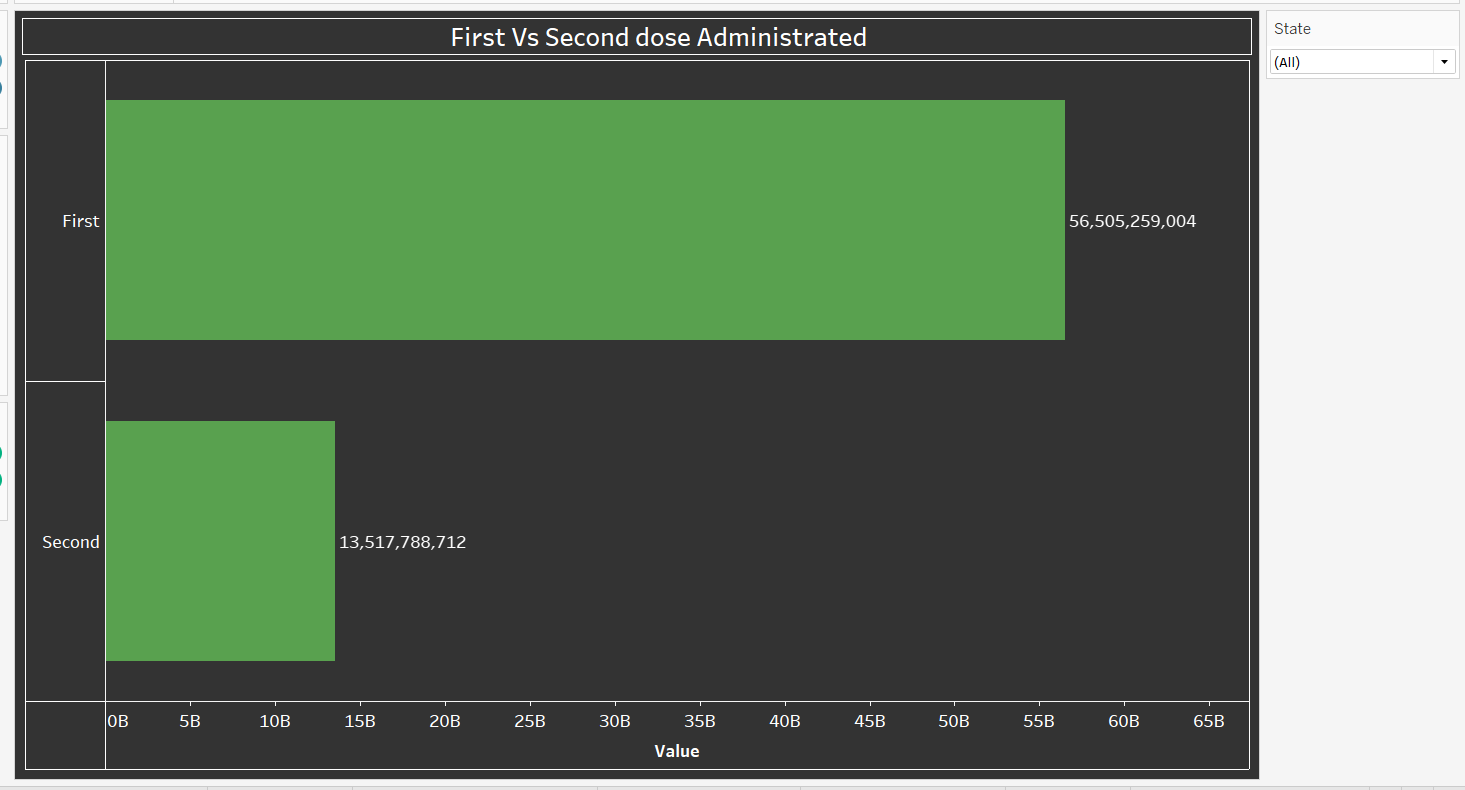 First Vs Second dose Administrated
State
(All)
First
56,505,259,004
Second
13,517,788,712
0B 5B 10B 15B 20B 25B 30B 35B 40B 45B 50B 55B 60B 65B
Value